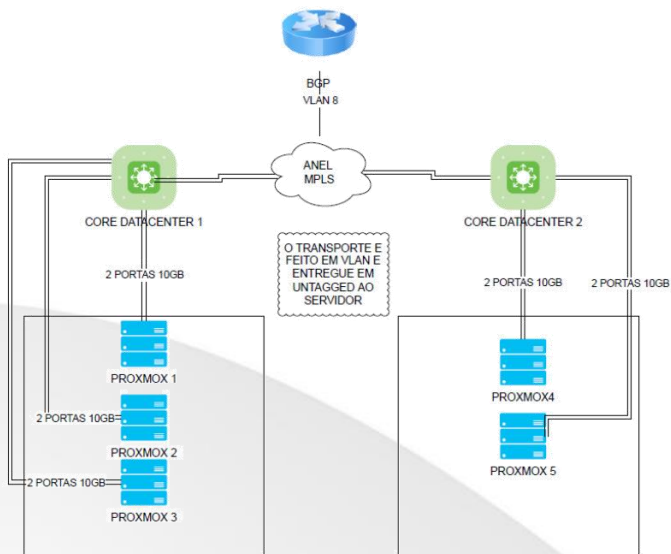 BGP
VLAN 8
ANEL
MPLS
CORE DATACENTER 1
CORE DATACENTER 2
O TRANSPORTE E
FEITO EM VLAN E
ENTREGUE EM
UNTAGGED AO
SERVIDOR
2 PORTAS 10GB
2 PORTAS 10GB
2 PORTAS 10GB
PROXMOX 1
PROXMOX4
2 PORTAS 10GB
PROXMOX 2
PROXMOX 5
2 PORTAS 10GB
PROXMOX 3